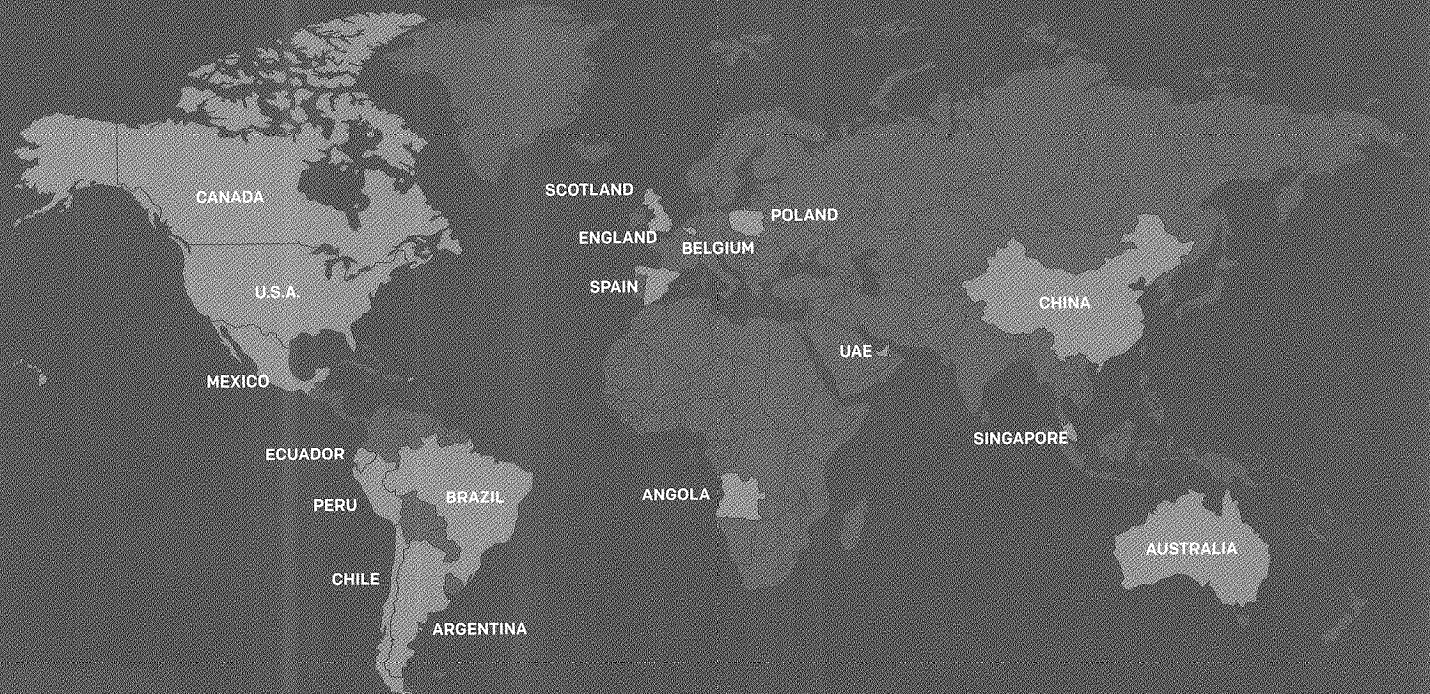 SCOTLAND
CANADA
POLAND
ENGLAND
BELGIUM
SPAIN
U.S.A.
CHINA
UAE
MEXICO
SINGAPORE
ECUADOR
ANGOLA
BRAZIL
PERU
AUSTRALIA
CHILE
ARGENTINA